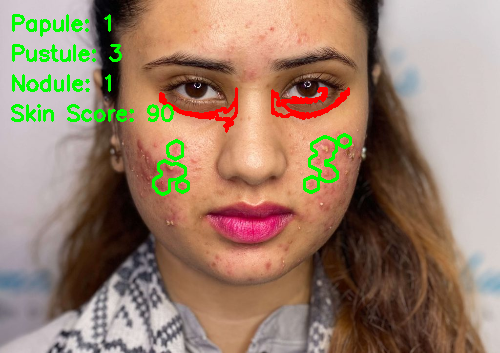 Papule: 1
Pustule: 3
Nodule: 1
Skin Score: 90